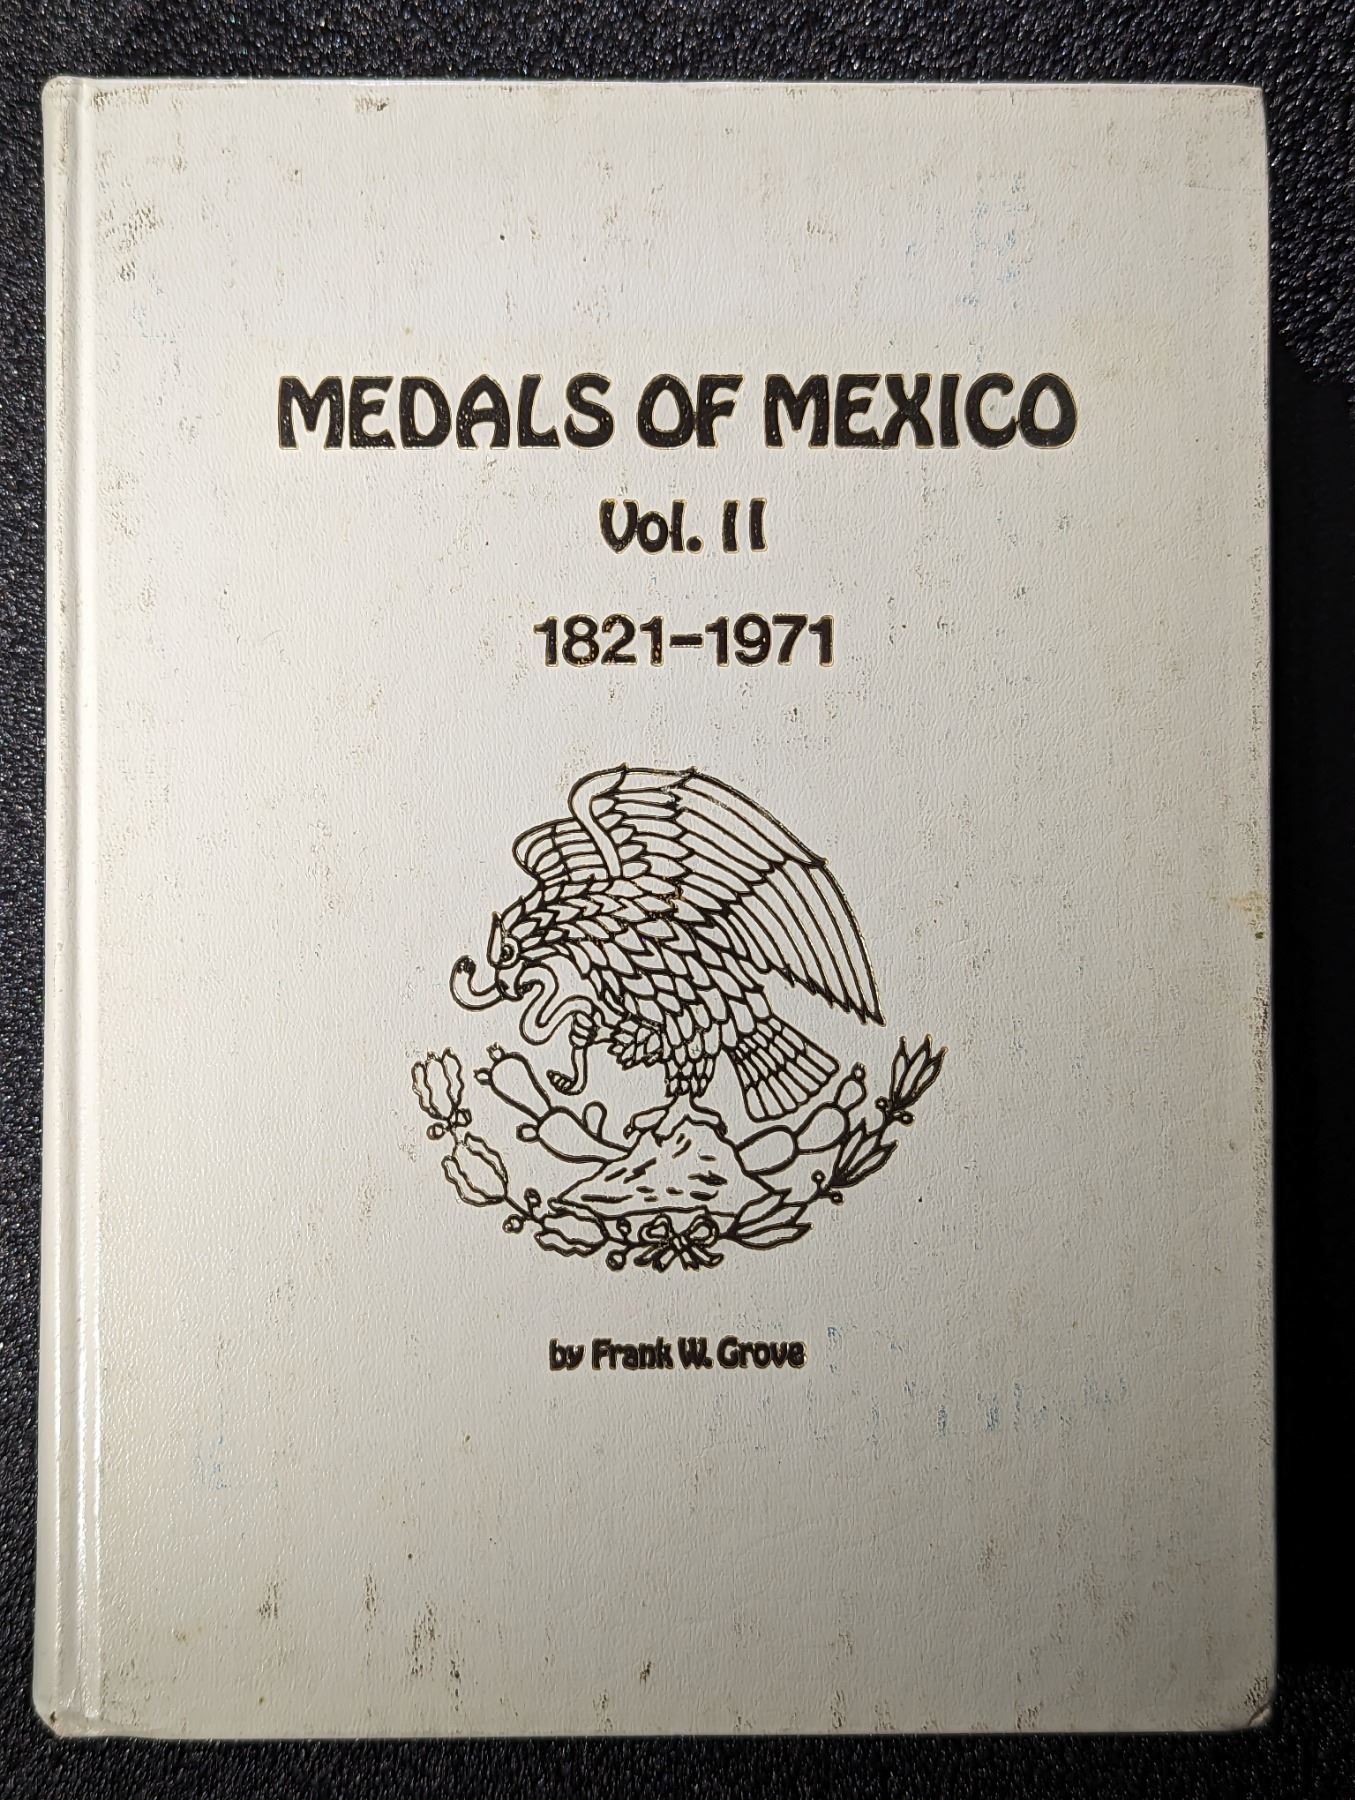 MEDALS OF MEXICO
Vol. II
1821-1971
by Frank W. Grove